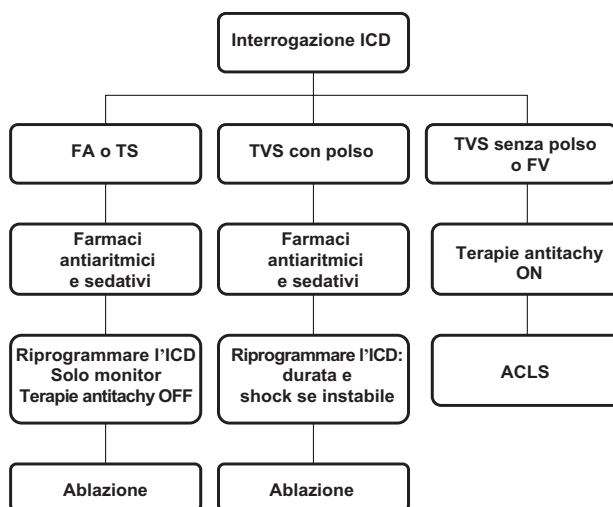 Interrogazione ICD
FA o TS
TVS con polso
TVS senza polso
o FV
Farmaci
antiaritmici
e sedativi
Farmaci
antiaritmici
e sedativi
Terapie antitachy
ON
Riprogrammare l'ICD
Solo monitor
Terapie antitachy OFF
Riprogrammare l'ICD:
durata e
shock se instabile
ACLS
Ablazione
Ablazione